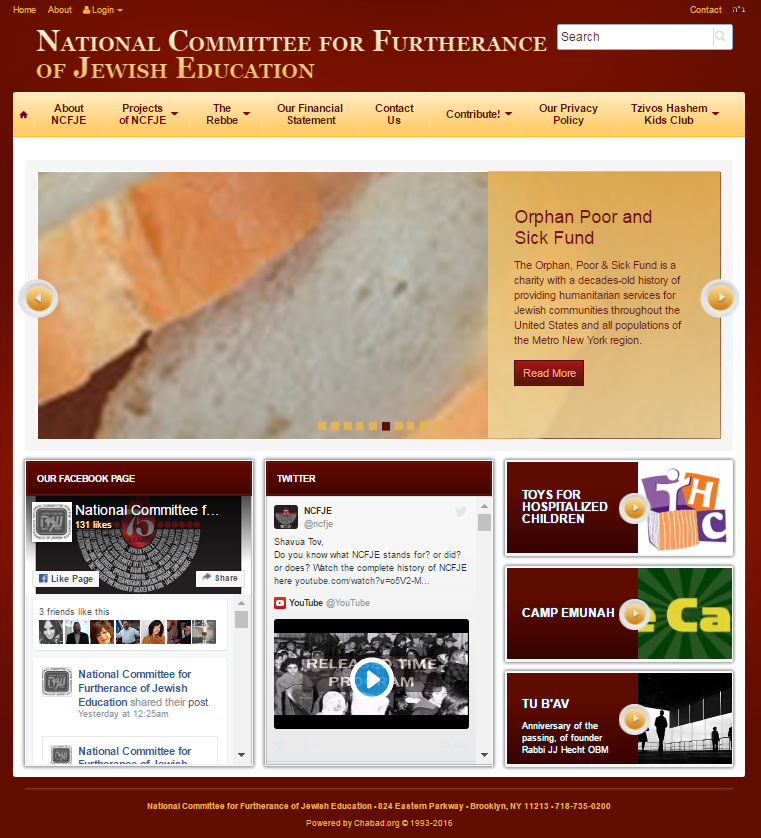 Home About Login Contact ב"ה
National Committee for Furtherance
of Jewish Education
Search
About
NCFJE
Projects
of NCFJE
The
Rebbe
Our Financial
Statement
Contact
Us
Contribute!
Our Privacy
Policy
Tzivos Hashem
Kids Club
Orphan Poor and
Sick Fund
The Orphan, Poor & Sick Fund is a
charity with a decades-old history of
providing humanitarian services for
Jewish communities throughout the
United States and all populations of
the Metro New York region.
Read More
OUR FACEBOOK PAGE
National Committee f...
131 likes
75
Like Page
Share
3 friends like this
National Committee for
Furtherance of Jewish
Education shared their post.
Yesterday at 12:25am
National Committee for
Furtherance of Jewish
TWITTER
NCFJE
@ncfje
Shavua Tov,
Do you know what NCFJE stands for? or did?
or does? Watch the complete history of NCFJE
here youtube.com/watch?v=o5V2-M...
YouTube @YouTube
RELEASED TIME
PROGRAM
TOYS FOR
HOSPITALIZED
CHILDREN
THC
CAMP EMUNAH
e Ca
TU B'AV
Anniversary of the
passing, of founder
Rabbi JJ Hecht OBM
National Committee for Furtherance of Jewish Education • 824 Eastern Parkway • Brooklyn, NY 11213 • 718-735-0200
Powered by Chabad.org © 1993-2016